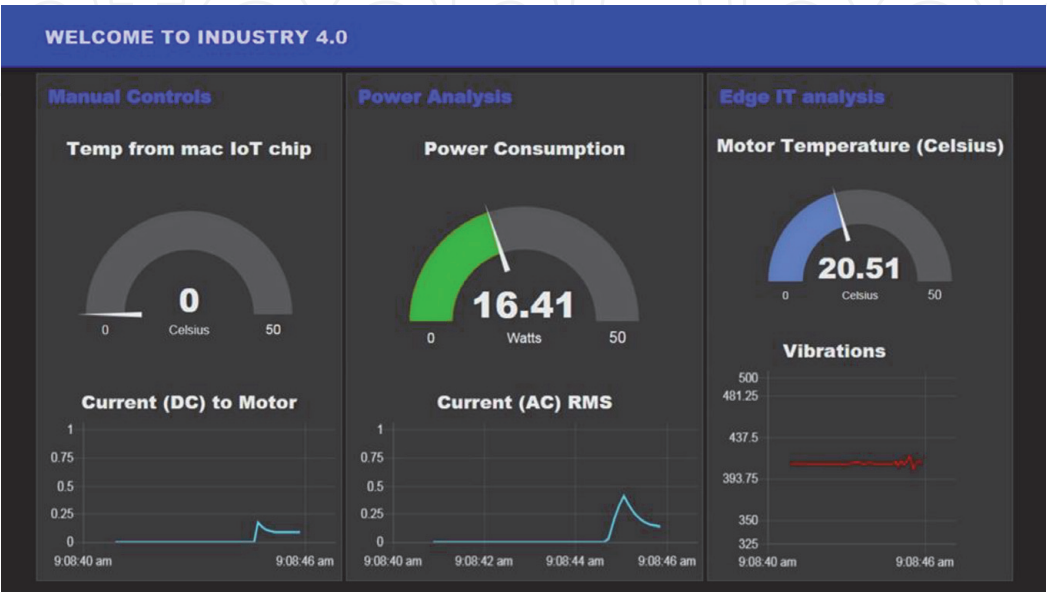 WELCOME TO INDUSTRY 4.0
Manual Controls
Temp from mac IoT chip
0
Celsius
0
50
Current (DC) to Motor
1
0.75
0.5
0.25
0
9:08:40 am
9:08:46 am
Power Analysis
Power Consumption
16.41
Watts
0
50
Current (AC) RMS
1
0.75
0.5
0.25
0
9:08:40 am
9:08:42 am
9:08:44 am
9:08:46 am
Edge IT analysis
Motor Temperature (Celsius)
20.51
Celsius
0
50
Vibrations
500
481.25
437.5
393.75
350
325
9:08:40 am
9:08:46 am